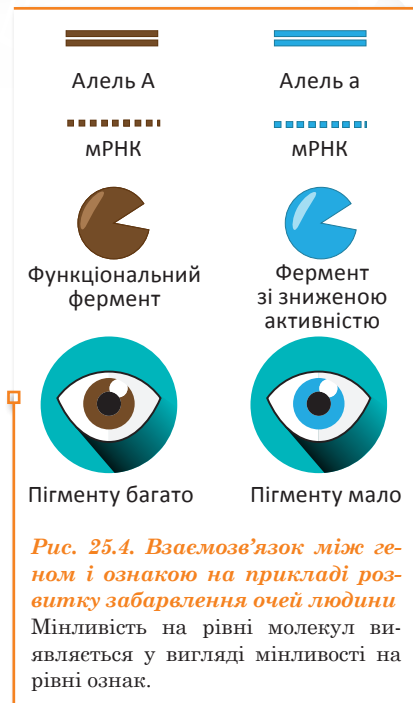 Алель А
Алель а
мРНК
мРНК
Функціональний
фермент
Фермент
зі зниженою
активністю
Пігменту багато
Пігменту мало
Рис. 25.4. Взаємозв'язок між ге-
ном і ознакою на прикладі роз-
витку забарвлення очей людини
Мінливість на рівні молекул ви-
являється у вигляді мінливості на
рівні ознак.